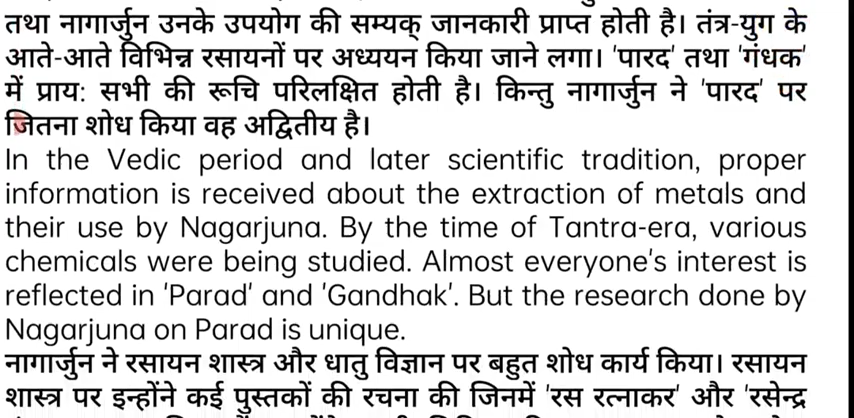 तथा नागार्जुन उनके उपयोग की सम्यक् जानकारी प्राप्त होती है। तंत्र-युग के
आते-आते विभिन्न रसायनों पर अध्ययन किया जाने लगा। 'पारद' तथा 'गंधक'
में प्राय: सभी की रूचि परिलक्षित होती है। किन्तु नागार्जुन ने 'पारद' पर
जितना शोध किया वह अद्वितीय है।
In the Vedic period and later scientific tradition, proper
information is received about the extraction of metals and
their use by Nagarjuna. By the time of Tantra-era, various
chemicals were being studied. Almost everyone's interest is
reflected in 'Parad' and 'Gandhak'. But the research done by
Nagarjuna on Parad is unique.
नागार्जुन ने रसायन शास्त्र और धातु विज्ञान पर बहुत शोध कार्य किया। रसायन
शास्त्र पर इन्होंने कई पुस्तकों की रचना की जिनमें 'रस रत्नाकर' और 'रसेन्द्र